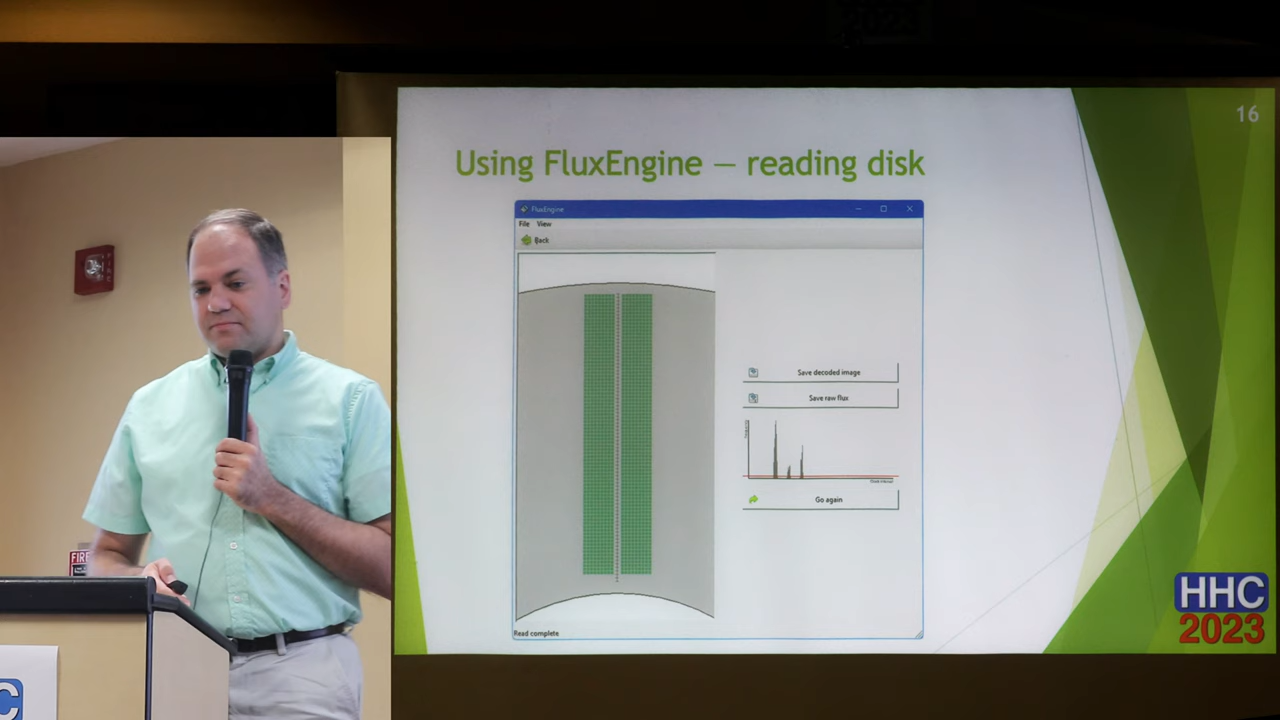 16
Using FluxEngine – reading disk
FluxEngine
File View
Back
Save decoded image
Save raw flux
Go again
Read complete
HHC
2023
FIRE
C